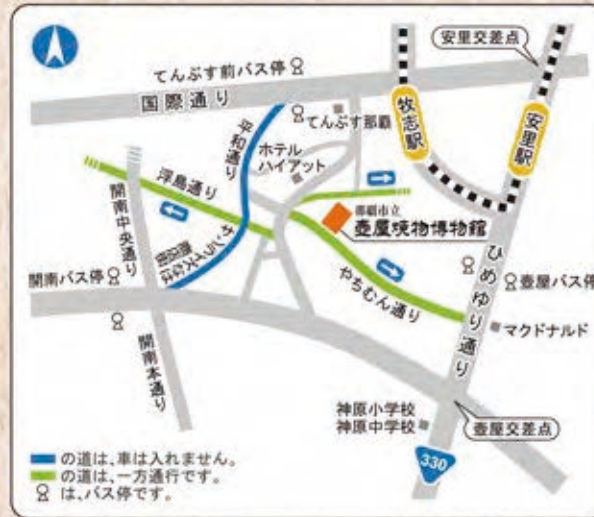 安里交差点
てんぶす前バス停
国際通り
てんぶす那覇
牧志駅
安里駅
平和通り
ホテル
ハイアット
浮島通り
開南中央通り
サンライズなは
那覇市立
壺屋焼物博物館
開南バス停
やちむん通り
ひめゆり通り
壺屋バス停
マクドナルド
開南本通り
神原小学校
神原中学校
壺屋交差点
330
の道は、車は入れません。
の道は、一方通行です。
は、バス停です。